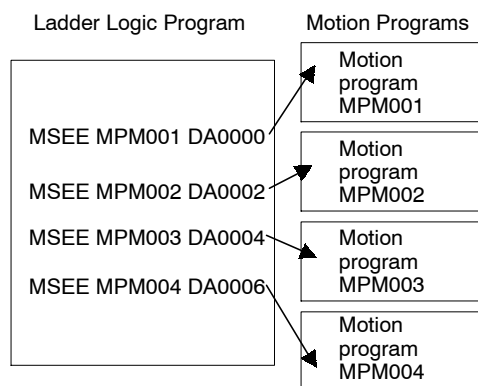 Ladder Logic Program
Motion Programs
MSEE MPM001 DA0000
MSEE MPM002 DA0002
MSEE MPM003 DA0004
MSEE MPM004 DA0006
Motion
program
MPM001
Motion
program
MPM002
Motion
program
MPM003
Motion
program
MPM004